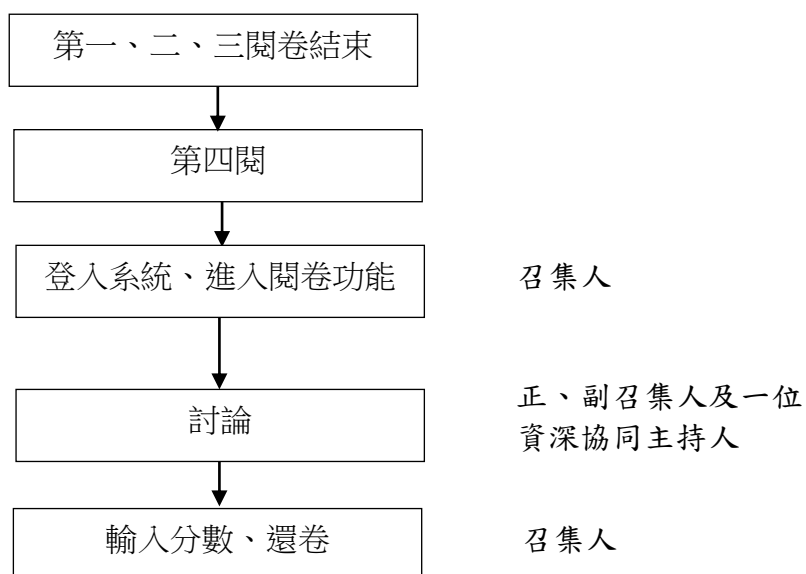 第一、二、三閱卷結束
第四閱
登入系統、進入閱卷功能
召集人
討論
正、副召集人及一位
資深協同主持人
輸入分數、還卷
召集人